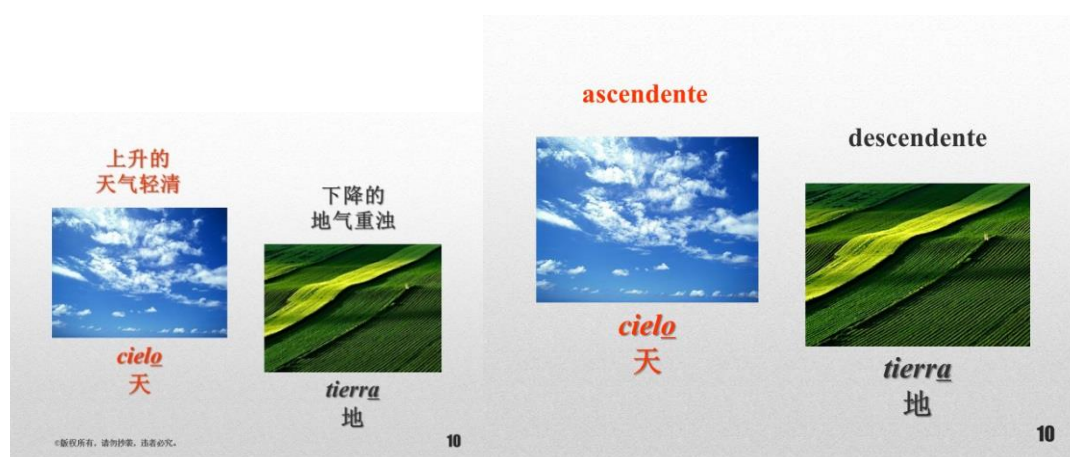 上升的
天气轻清
下降的
地气重浊
cielo
天
tierra
地
©版权所有，请勿抄袭，违者必究。
10
ascendente
descendente
cielo
天
tierra
地
10